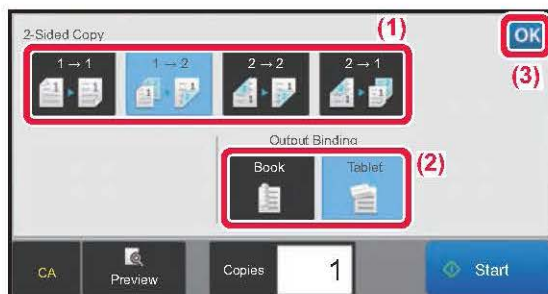 2-Sided Copy
(1)
OK
1 → 1
1 → 2
2 → 2
2 → 1
(3)
Output Binding
Book
Tablet
(2)
CA
Preview
Copies
1
Start